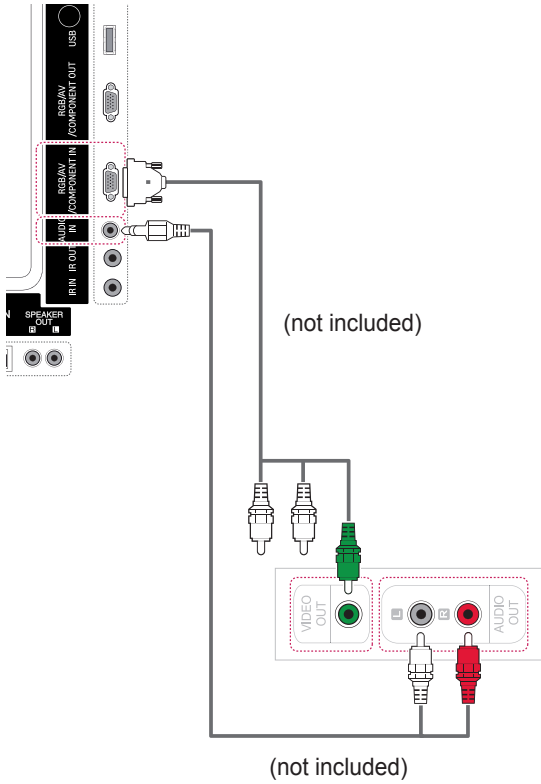 USB
RGB/AV
/COMPONENT OUT
RGB/AV
/COMPONENT IN
AUDIO
IN
IR OUT
IR IN
N
SPEAKER
OUT
R L
(not included)
VIDEO
OUT
L
R
AUDIO
OUT
(not included)